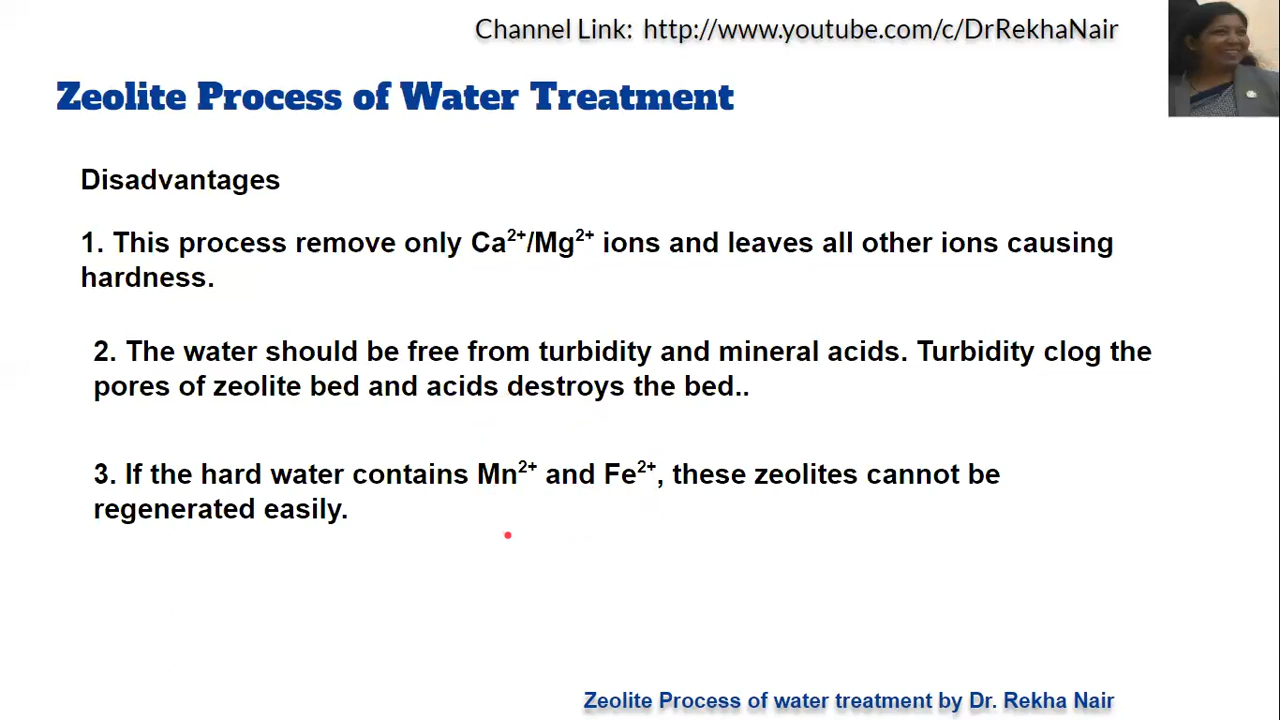 Channel Link: http://www.youtube.com/c/DrRekhaNair
Zeolite Process of Water Treatment
Disadvantages
1. This process remove only Ca²⁺/Mg²⁺ ions and leaves all other ions causing
hardness.
2. The water should be free from turbidity and mineral acids. Turbidity clog the
pores of zeolite bed and acids destroys the bed..
3. If the hard water contains Mn²⁺ and Fe²⁺, these zeolites cannot be
regenerated easily.
Zeolite Process of water treatment by Dr. Rekha Nair